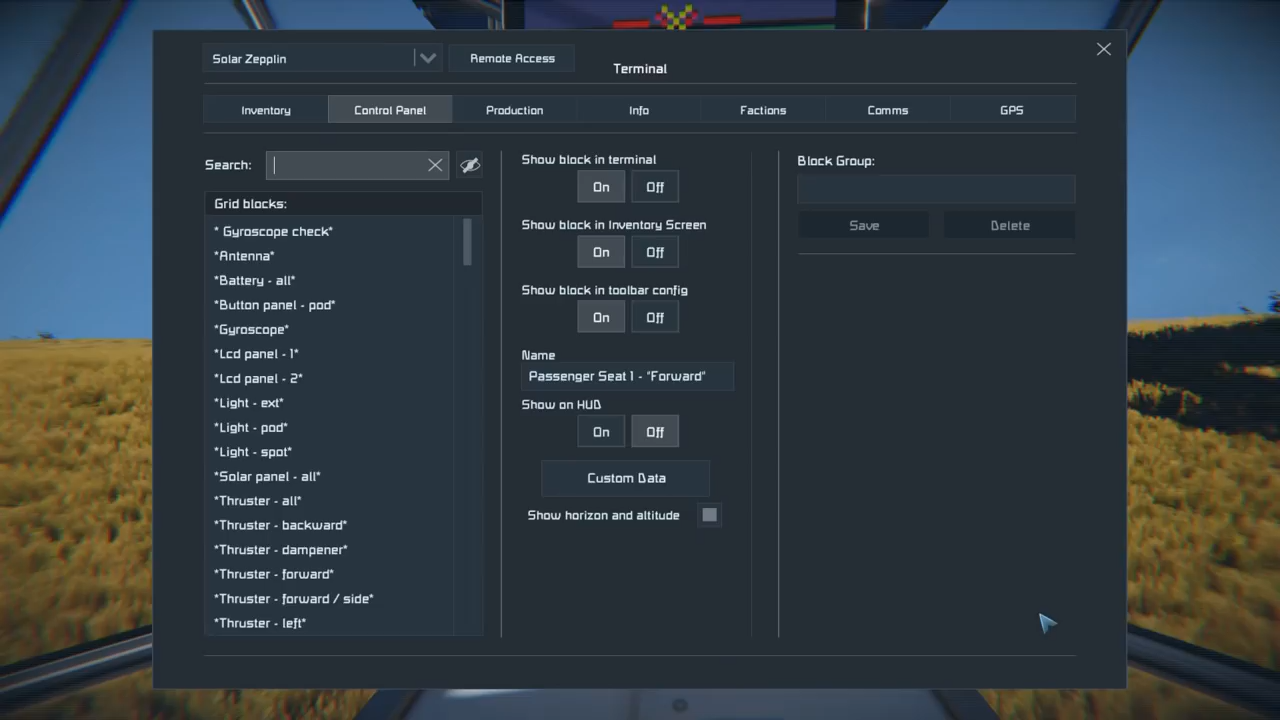 Solar Zepplin
Remote Access
Terminal
Inventory
Control Panel
Production
Info
Factions
Comms
GPS
Search:
Grid blocks:
* Gyroscope check*
*Antenna*
*Battery - all*
*Button panel - pod*
*Gyroscope*
*Lcd panel - 1*
*Lcd panel - 2*
*Light - ext*
*Light - pod*
*Light - spot*
*Solar panel - all*
*Thruster - all*
*Thruster - backward*
*Thruster - dampener*
*Thruster - forward*
*Thruster - forward / side*
*Thruster - left*
Show block in terminal
On Off
Show block in Inventory Screen
On Off
Show block in toolbar config
On Off
Name
Passenger Seat 1 - "Forward"
Show on HUD
On Off
Custom Data
Show horizon and altitude
Block Group:
Save Delete